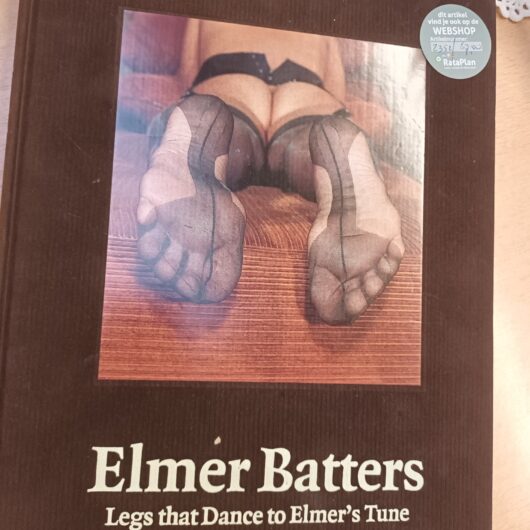 dit artikel
vind je ook op de
WEBSHOP
RataPlan
Elmer Batters
Legs that Dance to Elmer's Tune